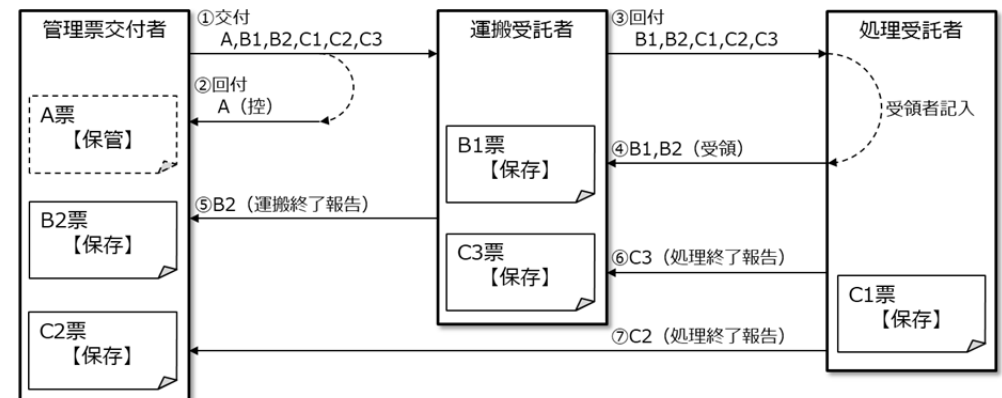 管理票交付者
①交付
A,B1,B2,C1,C2,C3
運搬受託者
③回付
B1,B2,C1,C2,C3
処理受託者
②回付
A（控）
受領者記入
A票
【保管】
B1票
【保存】
④B1,B2（受領）
⑤B2（運搬終了報告）
B2票
【保存】
C3票
【保存】
⑥C3（処理終了報告）
C1票
【保存】
C2票
【保存】
⑦C2（処理終了報告）